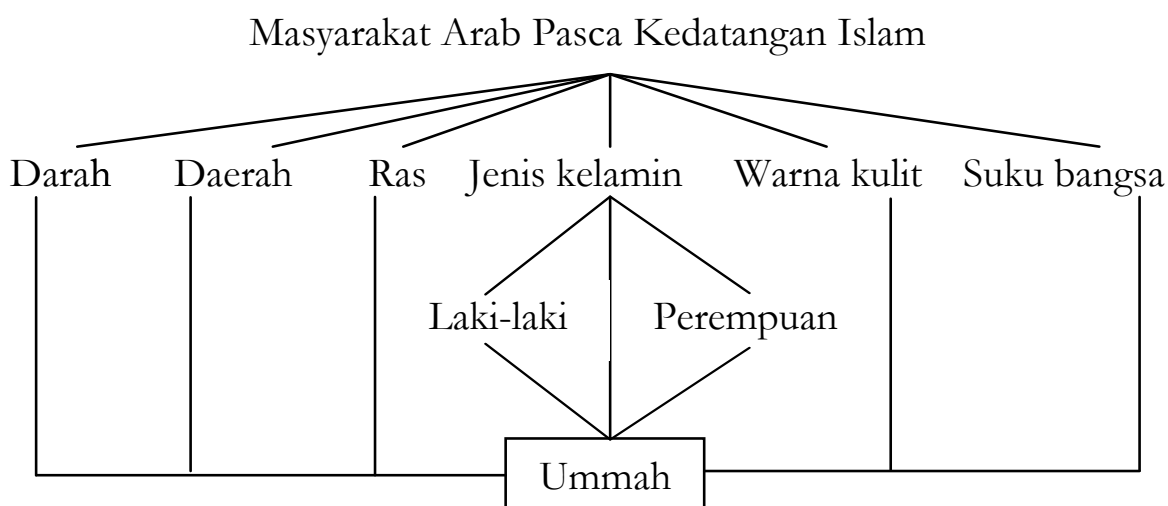 Masyarakat Arab Pasca Kedatangan Islam
Darah Daerah Ras Jenis kelamin Warna kulit Suku bangsa
Laki-laki Perempuan
Ummah